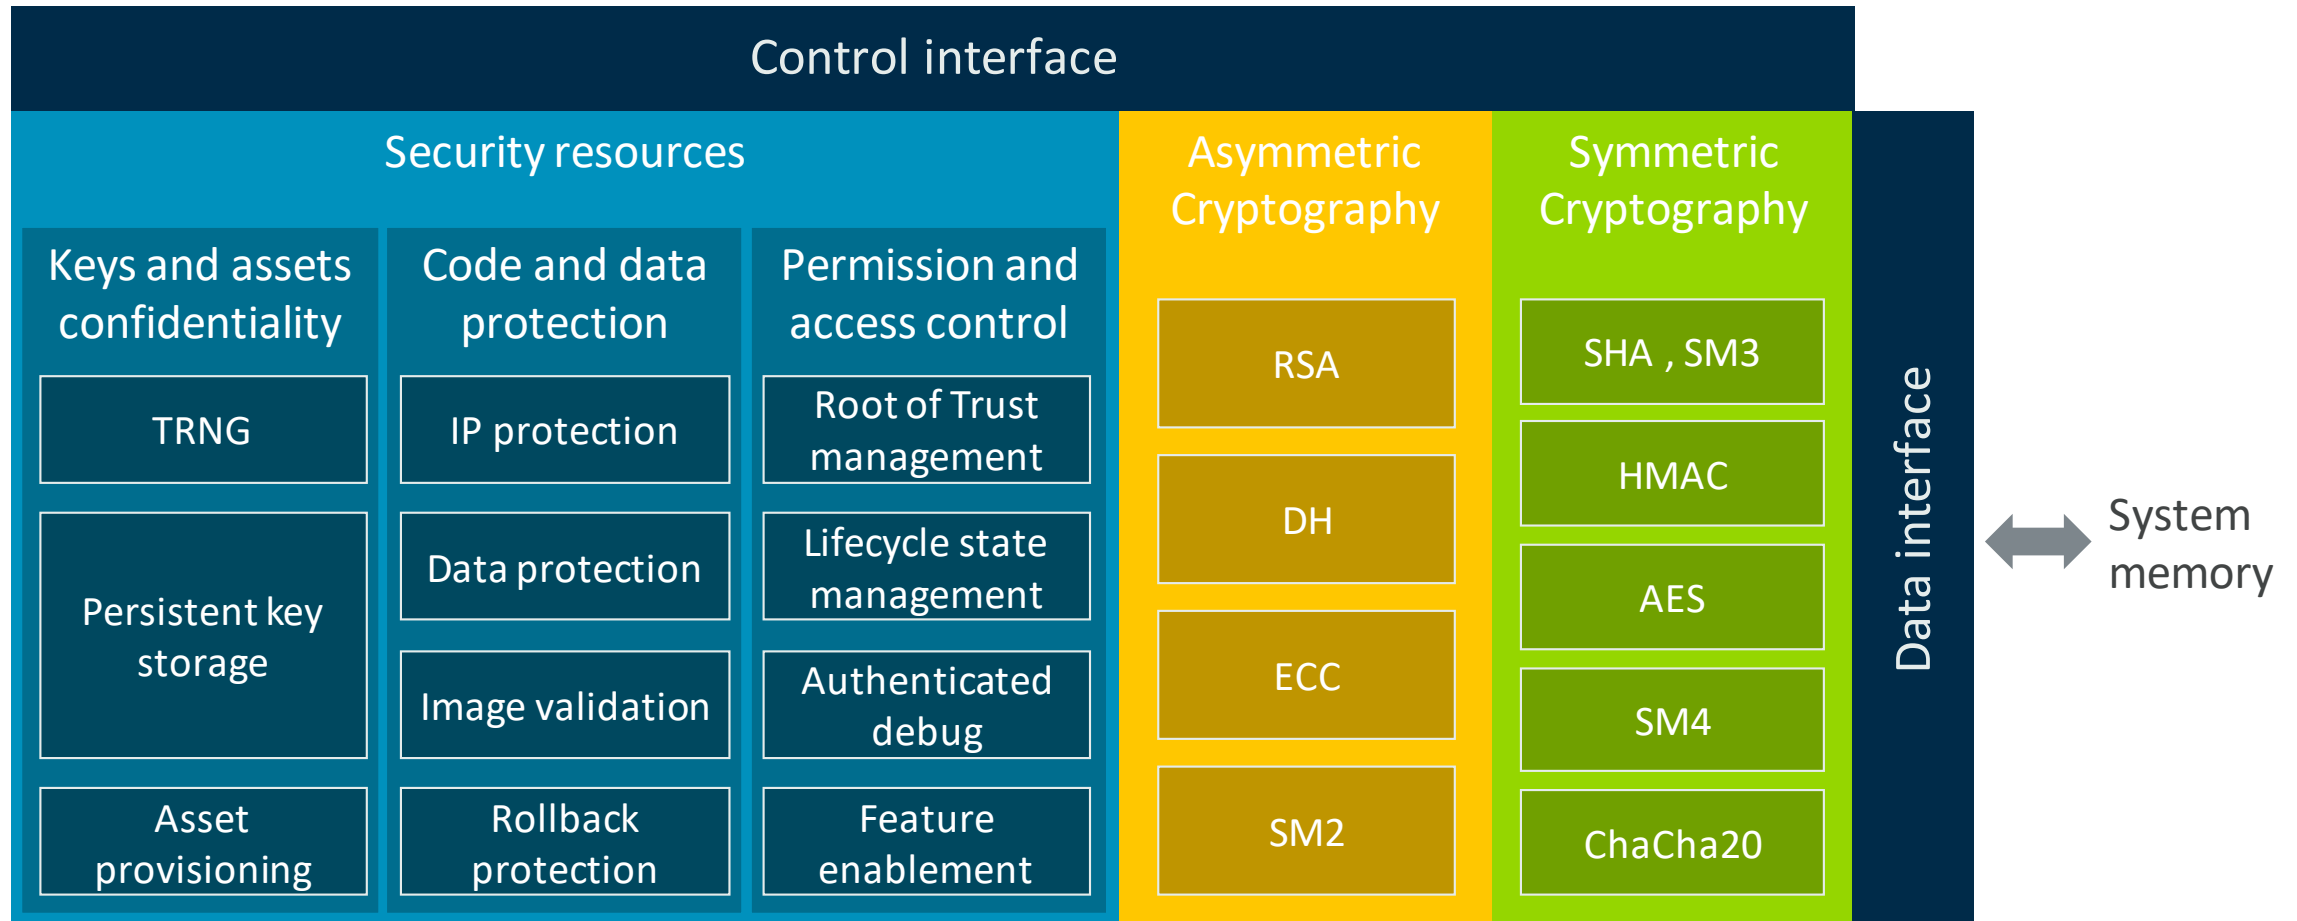 Control interface
Security resources
Keys and assets
confidentiality
TRNG
Persistent key
storage
Asset
provisioning
Code and data
protection
IP protection
Data protection
Image validation
Rollback
protection
Permission and
access control
Root of Trust
management
Lifecycle state
management
Authenticated
debug
Feature
enablement
Asymmetric
Cryptography
RSA
DH
ECC
SM2
Symmetric
Cryptography
SHA , SM3
HMAC
AES
SM4
ChaCha20
Data interface
System
memory